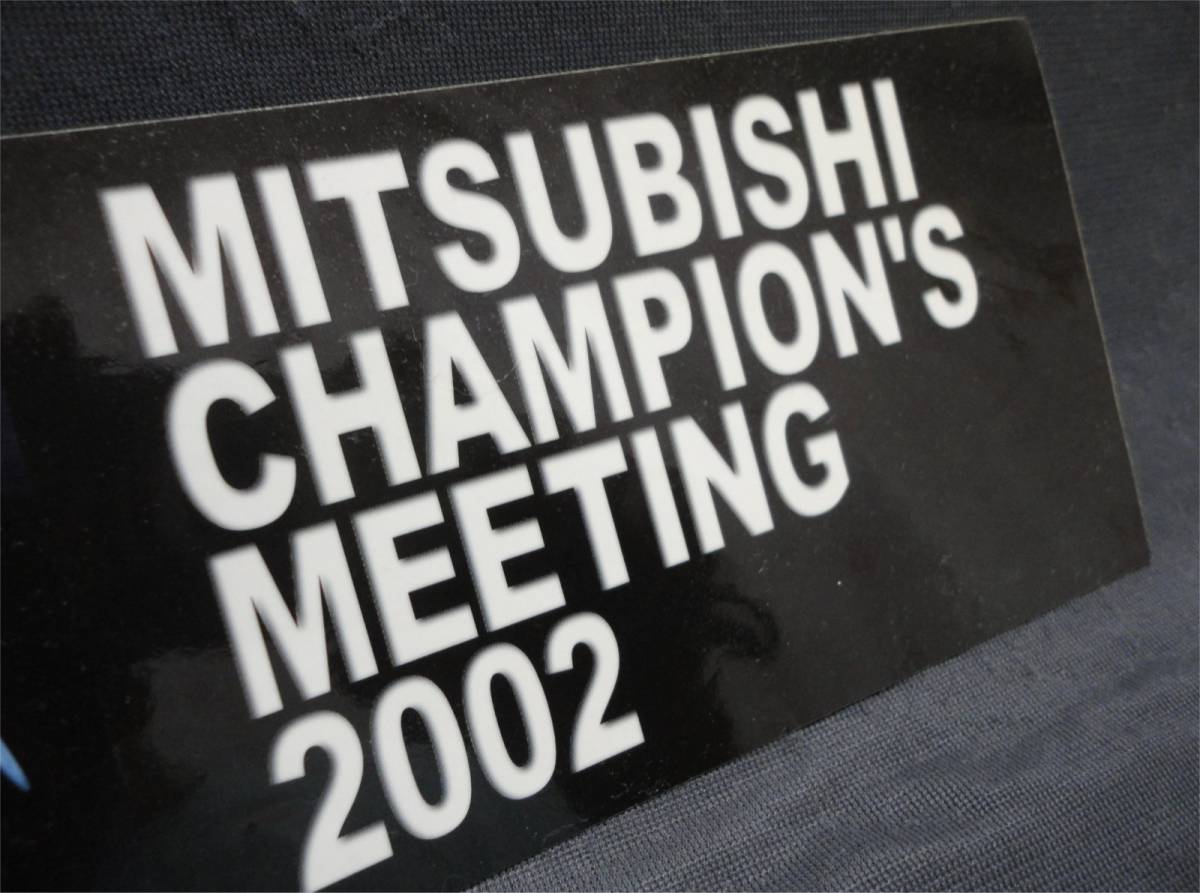 MITSUBISHI
CHAMPION'S
MEETING
2002